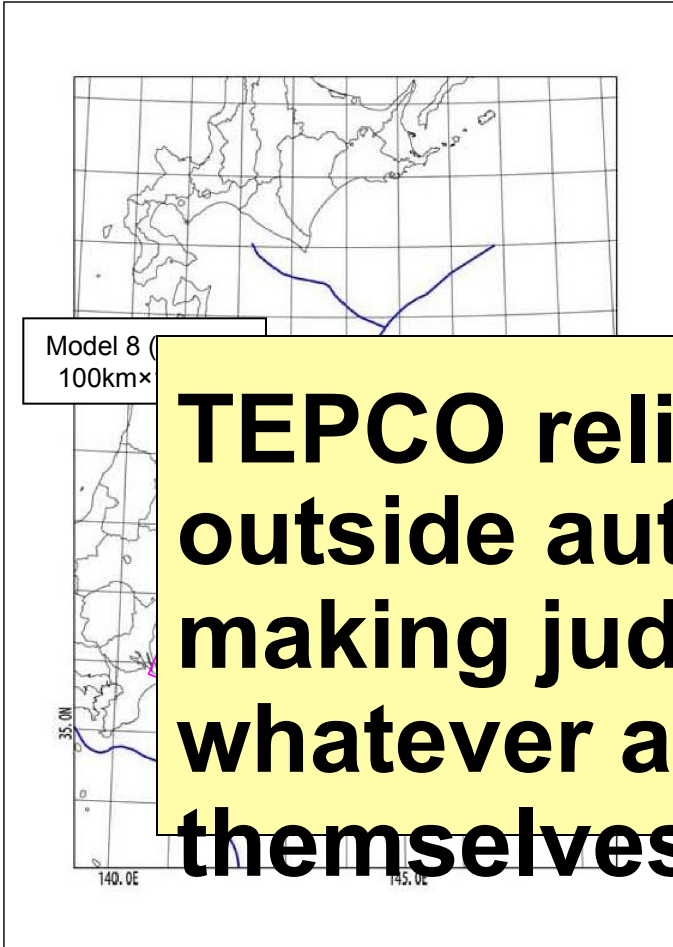 Model 8 (
100km×
TEPCO reli
outside aut
making jud
whatever a
themselves
35.0N
140.0E
145.0E